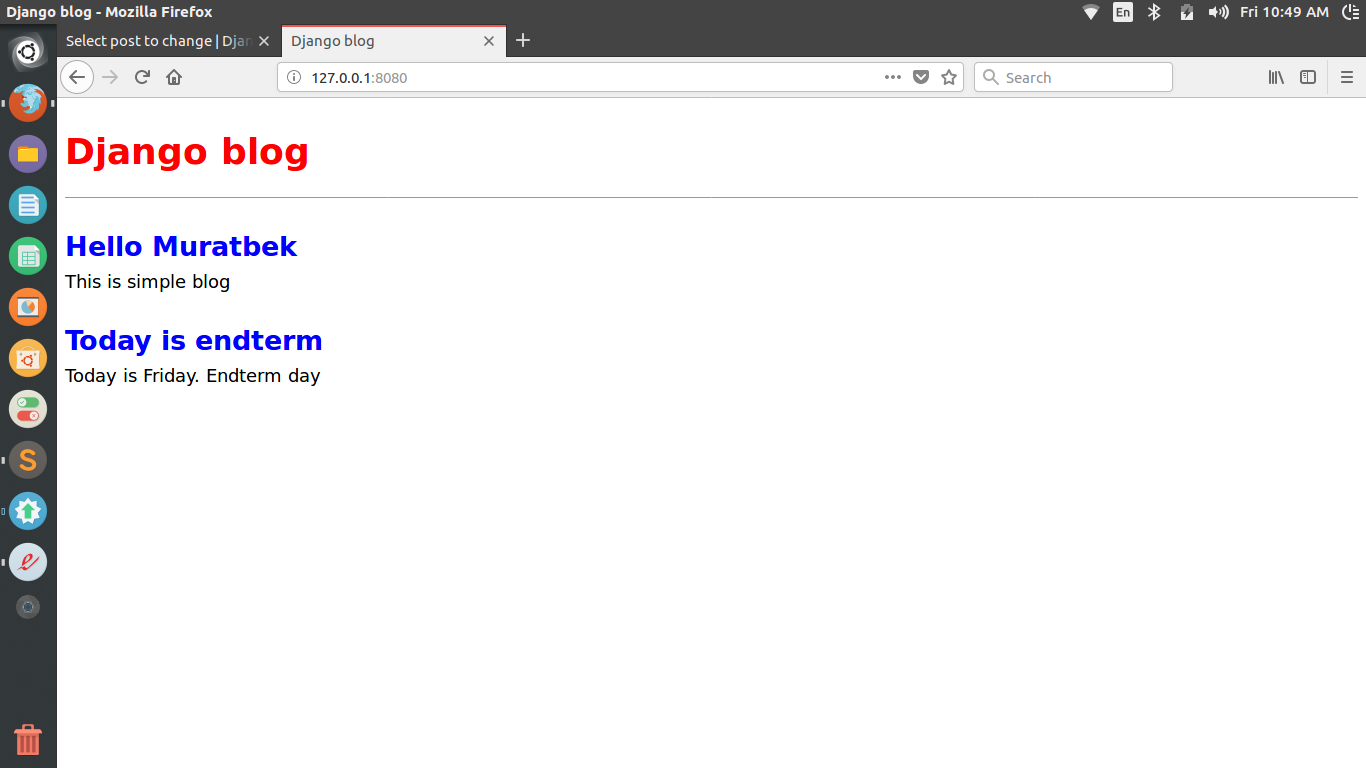 Django blog - Mozilla Firefox
En
Fri 10:49 AM
Select post to change | Djan
Django blog
127.0.0.1:8080
Search
Django blog
Hello Muratbek
This is simple blog
Today is endterm
Today is Friday. Endterm day